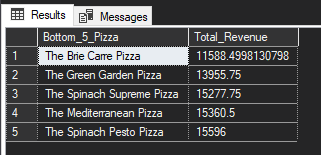 Results Messages
Bottom_5_Pizza Total_Revenue
1 The Brie Carre Pizza 11588.4998130798
2 The Green Garden Pizza 13955.75
3 The Spinach Supreme Pizza 15277.75
4 The Mediterranean Pizza 15360.5
5 The Spinach Pesto Pizza 15596